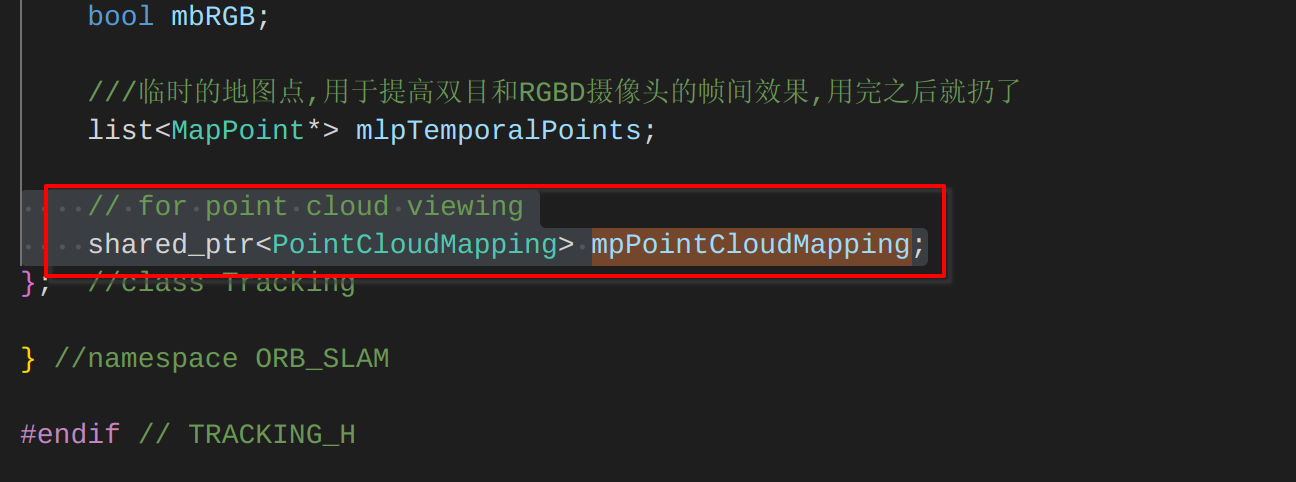 bool mbRGB;
///临时的地图点,用于提高双目和RGBD摄像头的帧间效果,用完之后就扔了
list<MapPoint*> mlpTemporalPoints;
// for point cloud viewing
shared_ptr<PointCloudMapping> mpPointCloudMapping;
}; //class Tracking
} //namespace ORB_SLAM
#endif // TRACKING_H